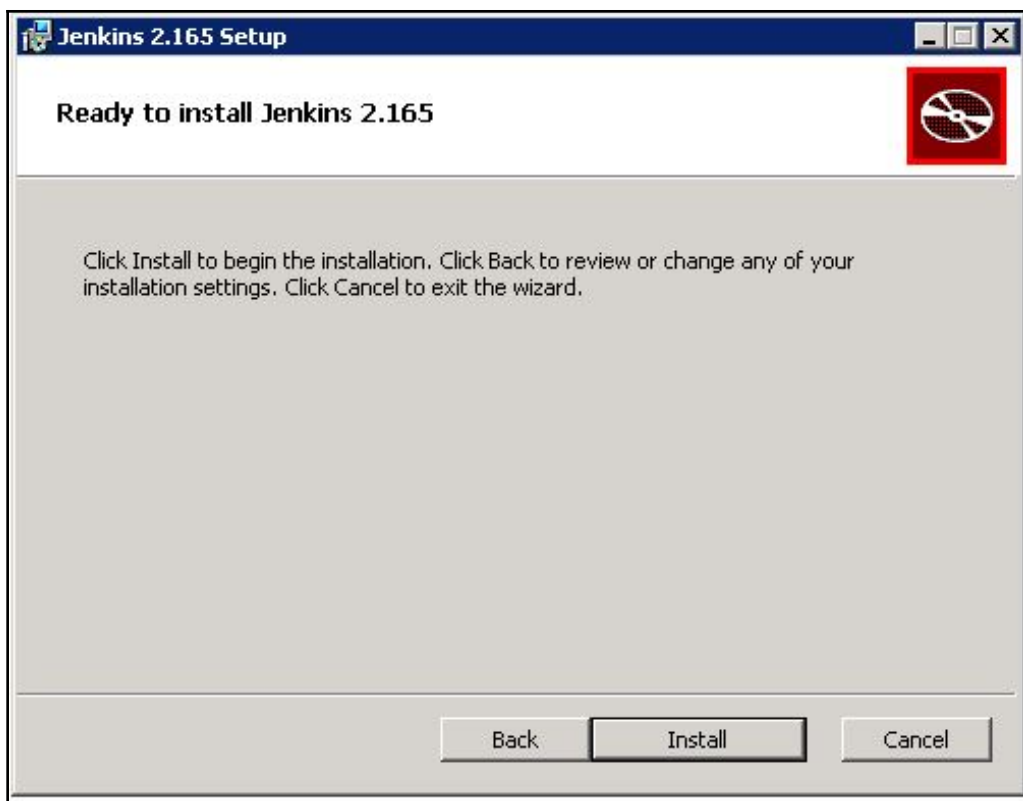 Jenkins 2.165 Setup
Ready to install Jenkins 2.165
Click Install to begin the installation. Click Back to review or change any of your
installation settings. Click Cancel to exit the wizard.
Back Install Cancel